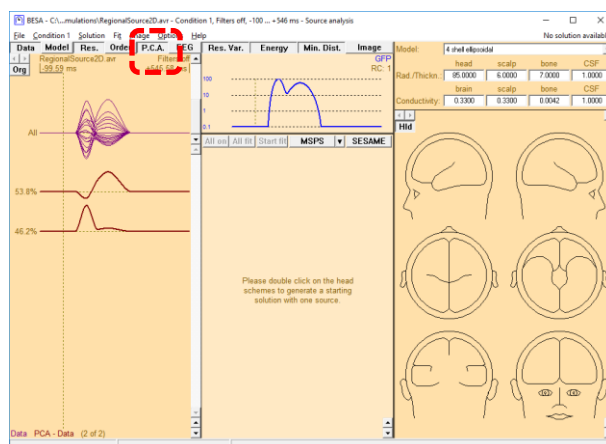 BESA - C:\...mulations\RegionalSource2D.avr - Condition 1, Filters off, -100 ... +546 ms - Source analysis
File Condition 1 Solution Fit Image Options Help No solution availabl
Data Model Res. Order P.C.A. EEG Res. Var. Energy Min. Dist. Image
RegionalSource2D.avr Filters off
Org -99.59 ms +545.58 ms
GFP
RC: 1
100
10
1
0.1
Model: 4 shell ellipsoidal
head scalp bone CSF
Rad./Thickn.: 85.0000 6.0000 7.0000 1.0000
brain scalp bone CSF
Conductivity: 0.3300 0.3300 0.0042 1.0000
Hld
All
All on All fit Start fit MSPS SESAME
53.8%
46.2%
Please double click on the head
schemes to generate a starting
solution with one source.
Data PCA - Data (2 of 2)